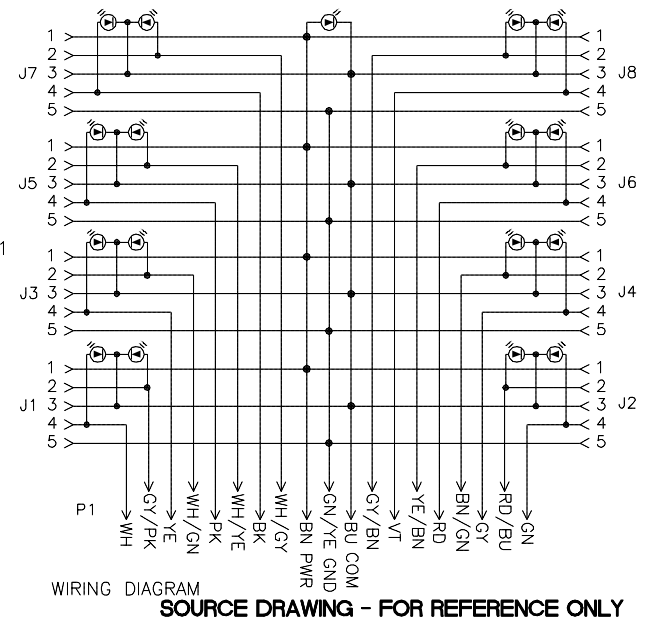 1 1
2 2
J7 3 3 J8
4 4
5 5
1 1
2 2
J5 3 3 J6
4 4
5 5
1
1 1
2 2
J3 3 3 J4
4 4
5 5
1 1
2 2
J1 3 3 J2
4 4
5 5
P1
WH
GY/PK
YE
WH/GN
PK
WH/YE
BK
WH/GY
BN PWR
GN/YE GND
BU COM
GY/BN
VT
YE/BN
RD
BN/GN
GY
RD/BU
GN
WIRING DIAGRAM
SOURCE DRAWING - FOR REFERENCE ONLY